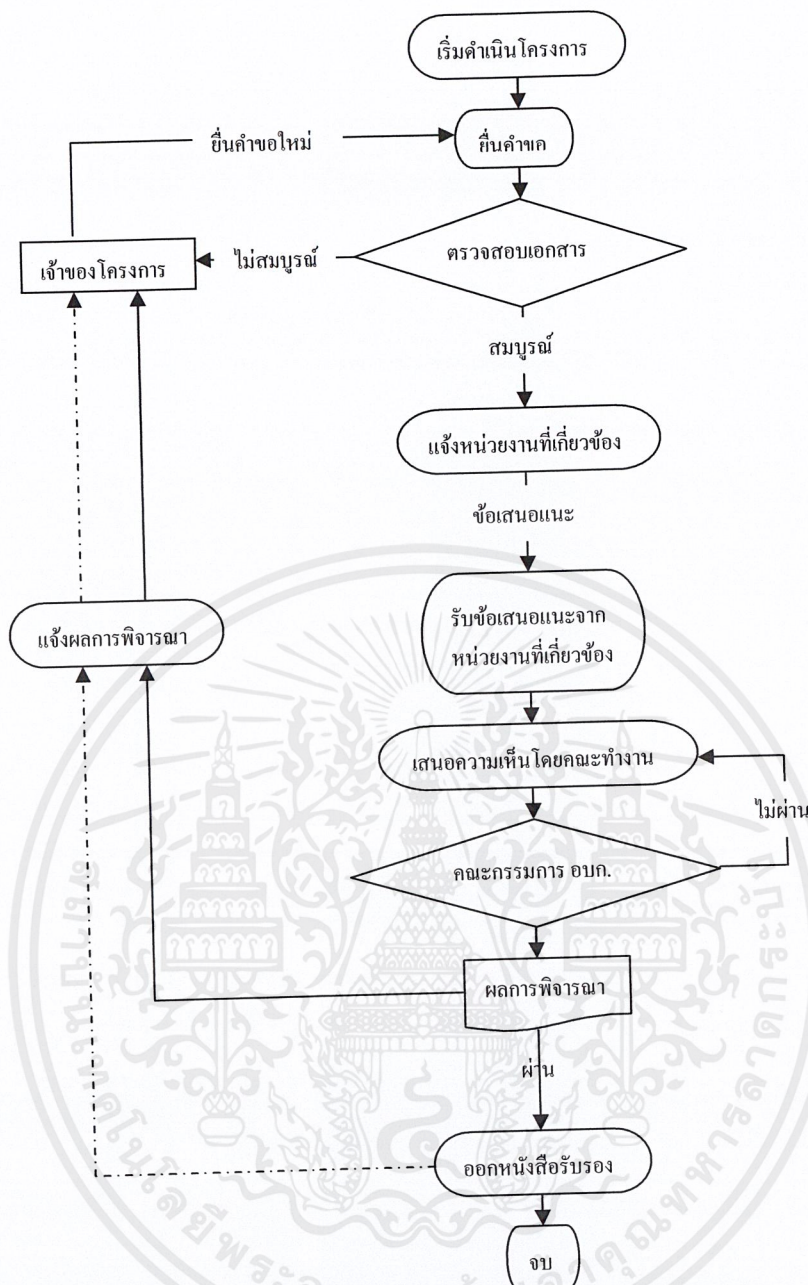 เริ่มดำเนินโครงการ
ยื่นคำขอใหม่
ยื่นคำขค
เจ้าของโครงการ
ไม่สมบูรณ์
ตรวจสอบเอกสาร
สมบูรณ์
แจ้งหน่วยงานที่เกี่ยวข้อง
ข้อเสนอแนะ
รับข้อเสนอแนะจาก
หน่วยงานที่เกี่ยวข้อง
แจ้งผลการพิจารณา
เสนอความเห็นโดยคณะทำงาน
ไม่ผ่าน
คณะกรรมการ อบก.
ผลการพิจารณา
ผ่าน
ออกหนังสือรับรอง
จบ